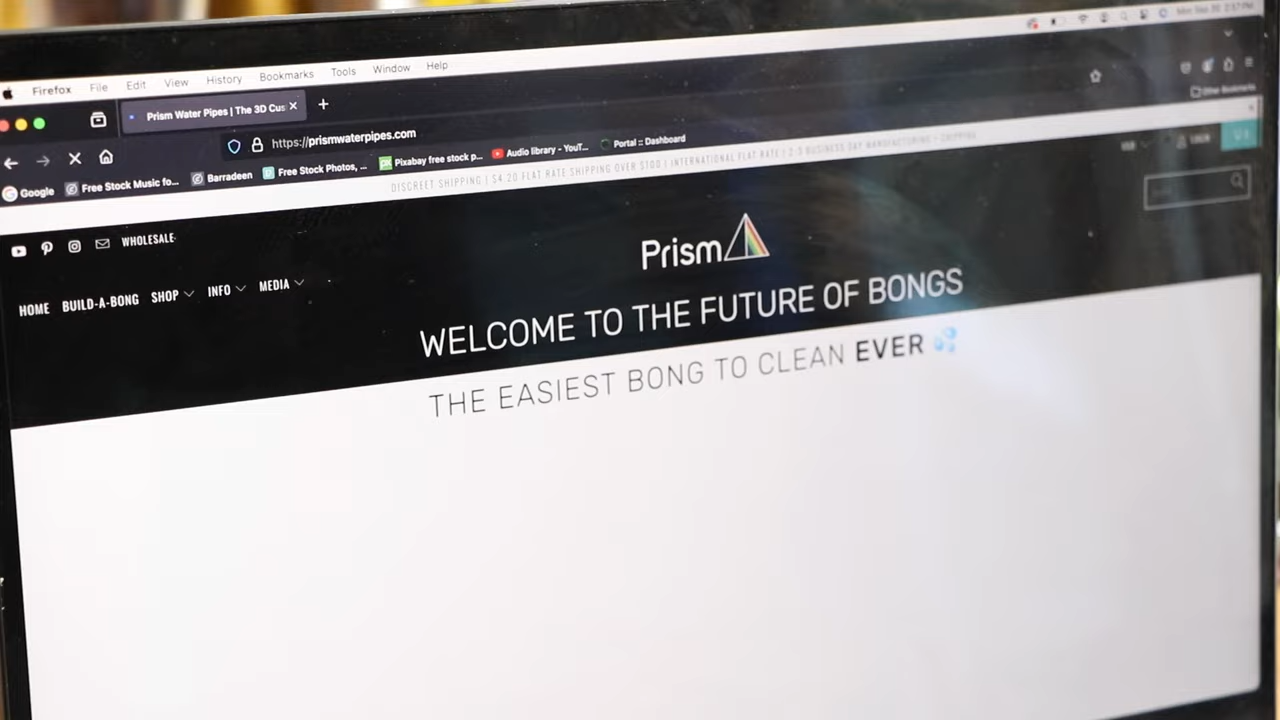 Firefox File Edit View History Bookmarks Tools Window Help
Prism Water Pipes | The 3D Cus
https://prismwaterpipes.com
Other Bookmarks
Google Free Stock Music fo... Barradeen Free Stock Photos, ... Pixabay free stock p... Audio library - YouT... Portal :: Dashboard
DISCREET SHIPPING | $4.20 FLAT RATE SHIPPING OVER $100 | INTERNATIONAL FLAT RATE | 2-3 BUSINESS DAY MANUFACTURING + SHIPPING
WHOLESALE
LOGIN
Prism
HOME BUILD-A-BONG SHOP INFO MEDIA
WELCOME TO THE FUTURE OF BONGS
THE EASIEST BONG TO CLEAN EVER 💦